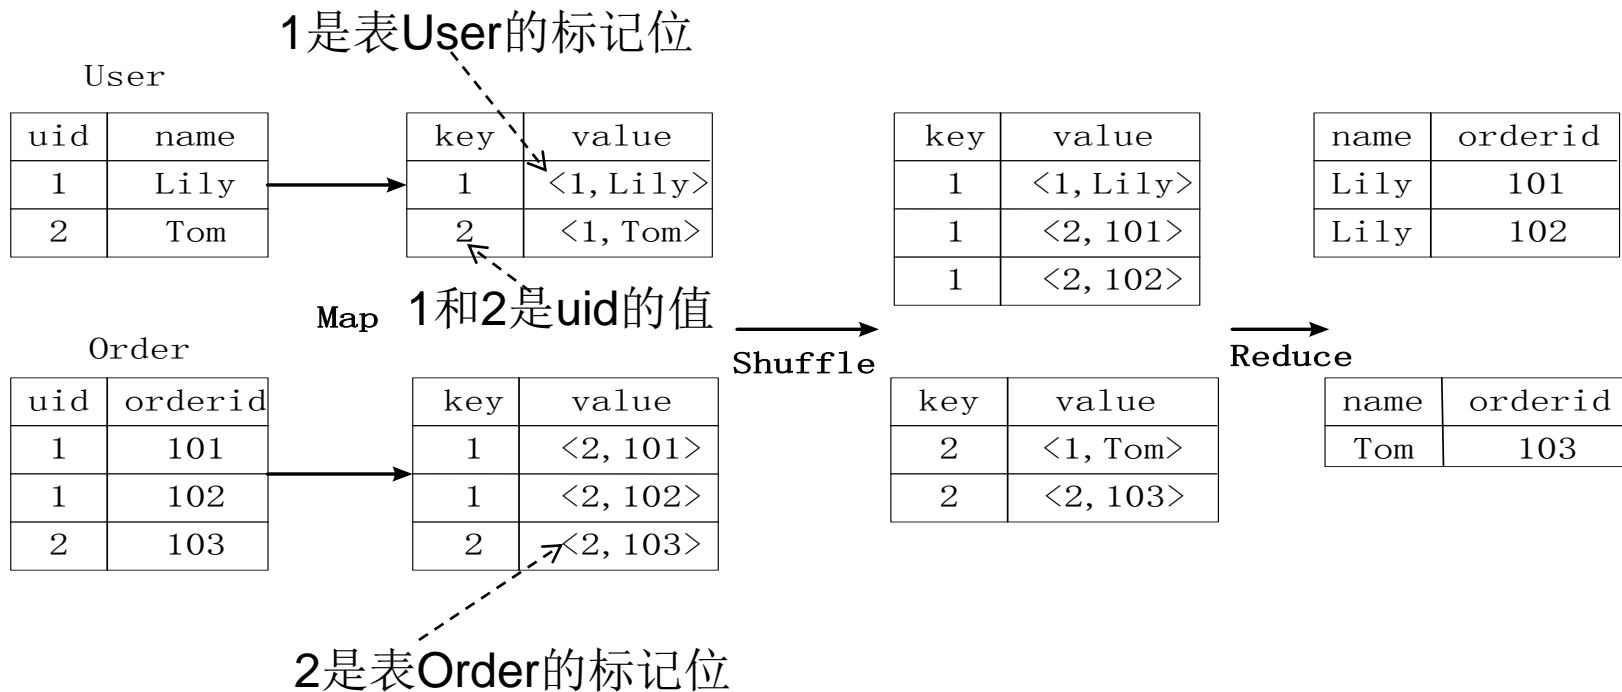 1是表User的标记位
User
uid name
1 Lily
2 Tom
key value
1 <1,Lily>
2 <1,Tom>
1和2是uid的值
Map
Order
uid orderid
1 101
1 102
2 103
key value
1 <2,101>
1 <2,102>
2 <2,103>
2是表Order的标记位
Shuffle
key value
1 <1,Lily>
1 <2,101>
1 <2,102>
key value
2 <1,Tom>
2 <2,103>
Reduce
name orderid
Lily 101
Lily 102
name orderid
Tom 103